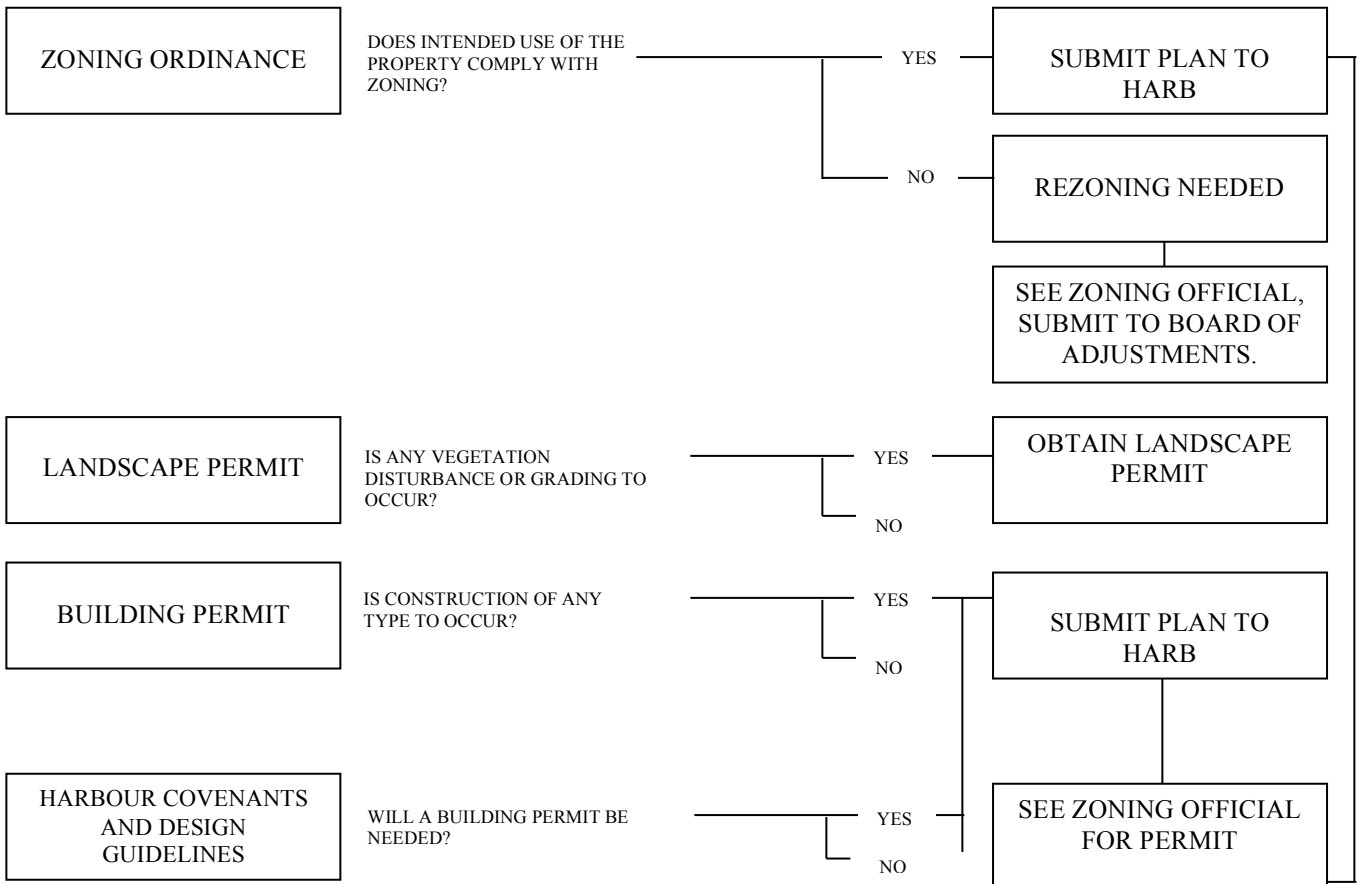 ZONING ORDINANCE
DOES INTENDED USE OF THE
PROPERTY COMPLY WITH
ZONING?
YES
SUBMIT PLAN TO
HARB
NO
REZONING NEEDED
SEE ZONING OFFICIAL,
SUBMIT TO BOARD OF
ADJUSTMENTS.
LANDSCAPE PERMIT
IS ANY VEGETATION
DISTURBANCE OR GRADING TO
OCCUR?
YES
OBTAIN LANDSCAPE
PERMIT
NO
BUILDING PERMIT
IS CONSTRUCTION OF ANY
TYPE TO OCCUR?
YES
SUBMIT PLAN TO
HARB
NO
HARBOUR COVENANTS
AND DESIGN
GUIDELINES
WILL A BUILDING PERMIT BE
NEEDED?
YES
SEE ZONING OFFICIAL
FOR PERMIT
NO